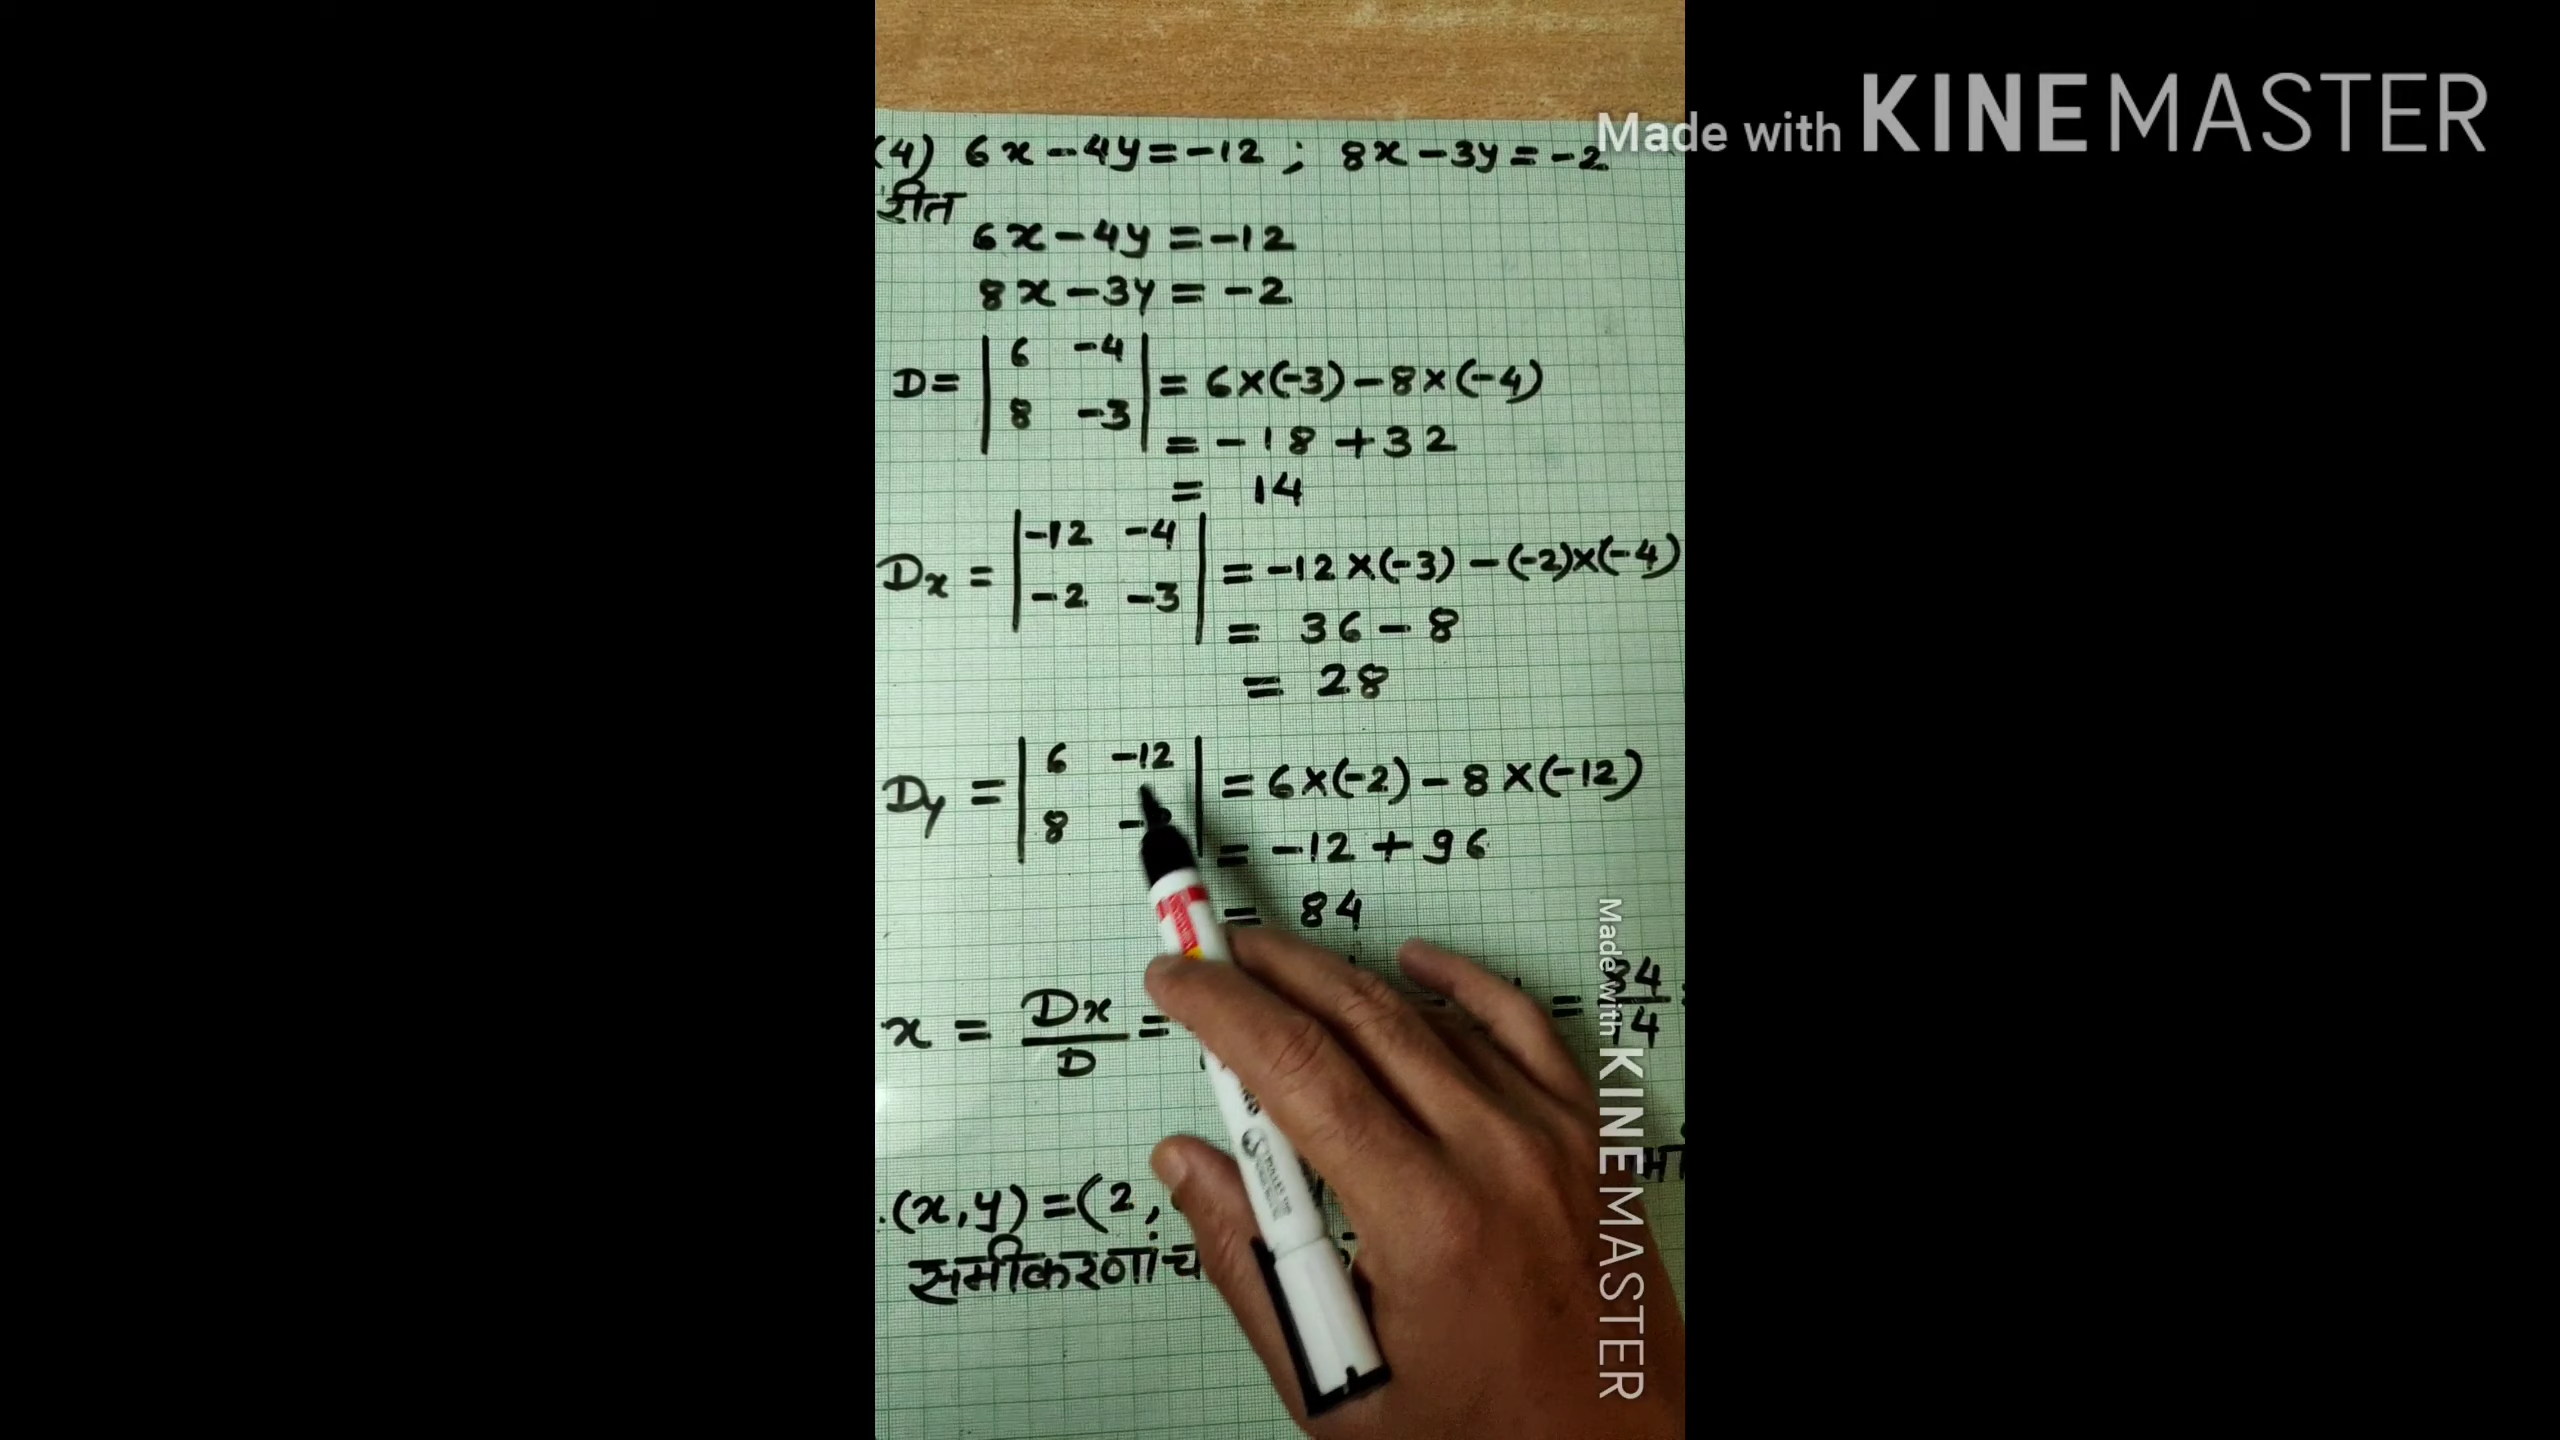 Made with KINEMASTER
(4) 6x-4y=-12 ; 8x-3y=-2
रीत
6x-4y=-12
8x-3y=-2
D= | 6 -4 | = 6×(-3)-8×(-4)
| 8 -3 |
= -18+32
= 14
Dx = | -12 -4 | = -12×(-3)-(-2)×(-4)
| -2 -3 |
= 36-8
= 28
Dy = | 6 -12 | = 6×(-2)-8×(-12)
| 8 - |
= -12+96
= 84
x = Dx/D = = 84/14
(x,y)=(2,
समीकरणांच
Made with KINEMASTER